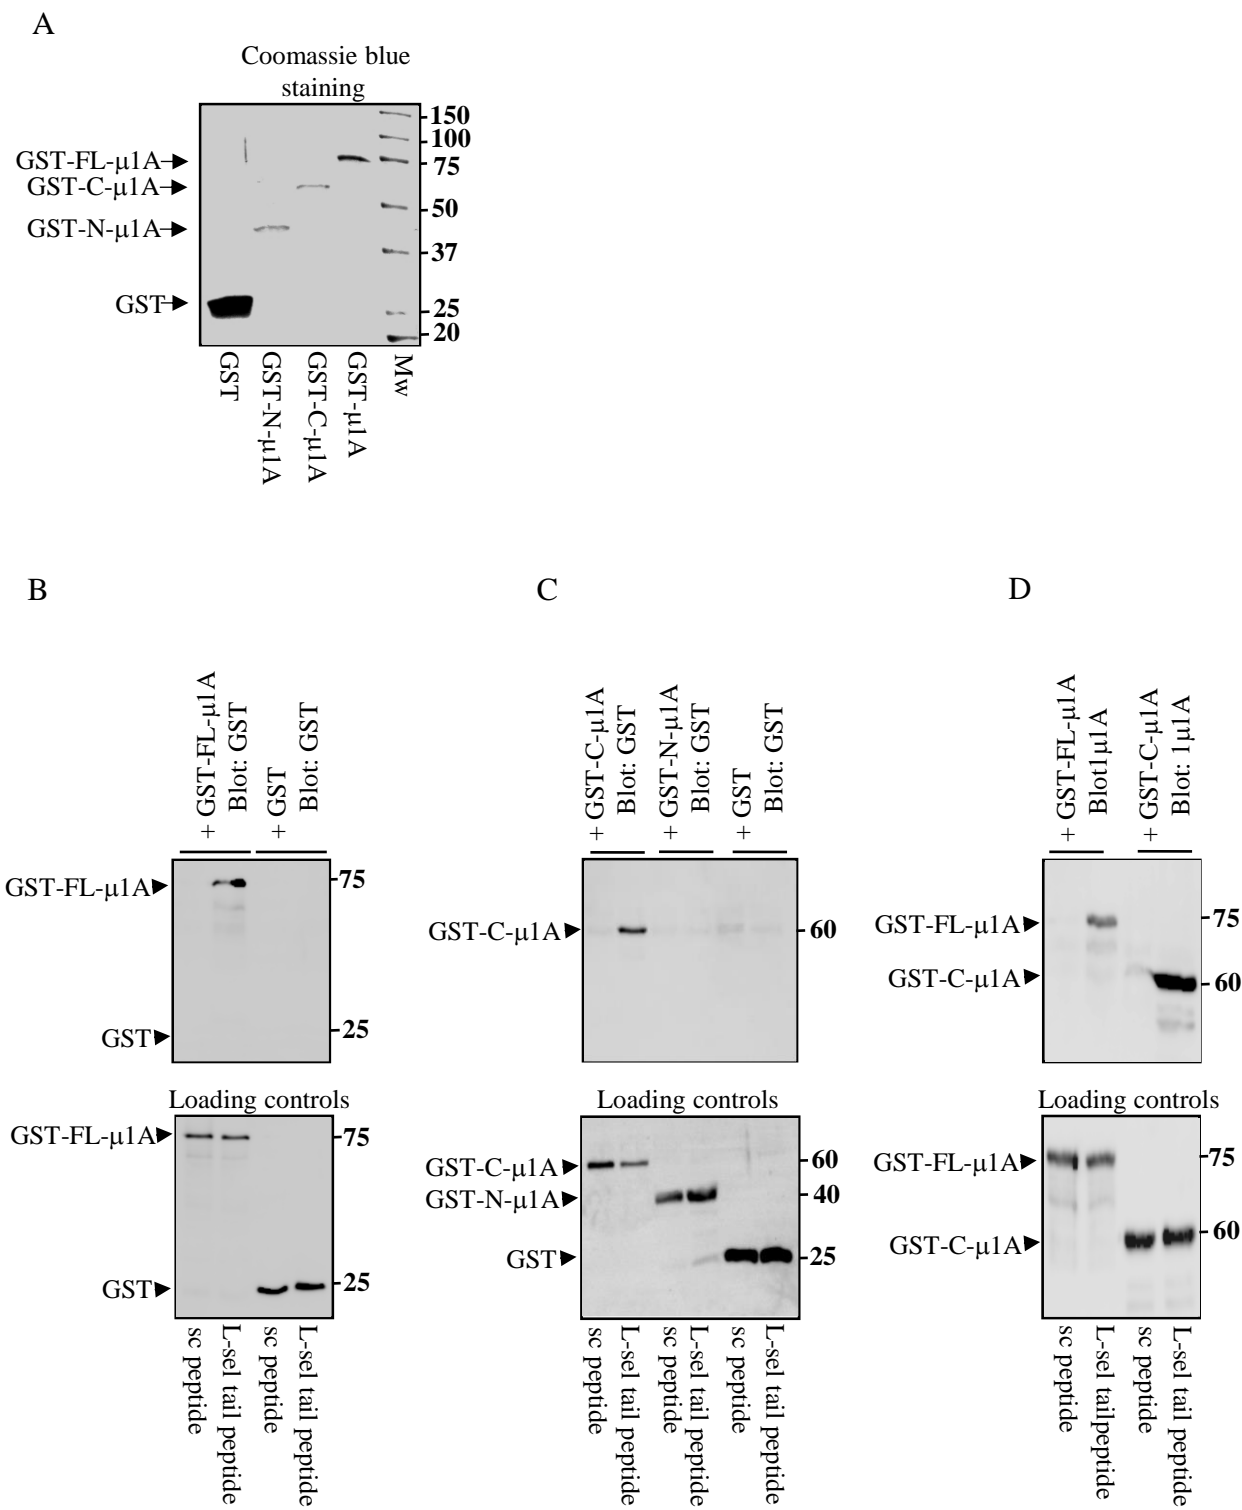 A
Coomassie blue
staining
150
100
GST-FL-μ1A
75
GST-C-μ1A
50
GST-N-μ1A
37
GST
25
20
GST
GST-N-μ1A
GST-C-μ1A
GST-μ1A
Mw
B
+ GST-FL-μ1A
Blot: GST
+ GST
Blot: GST
GST-FL-μ1A
75
25
GST
Loading controls
GST-FL-μ1A
75
25
GST
sc peptide
L-sel tail peptide
sc peptide
L-sel tail peptide
C
+ GST-C-μ1A
Blot: GST
+ GST-N-μ1A
Blot: GST
+ GST
Blot: GST
GST-C-μ1A
60
Loading controls
GST-C-μ1A
60
GST-N-μ1A
40
GST
25
sc peptide
L-sel tail peptide
sc peptide
L-sel tail peptide
sc peptide
L-sel tail peptide
D
+ GST-FL-μ1A
Blot1μ1A
+ GST-C-μ1A
Blot: 1μ1A
GST-FL-μ1A
75
GST-C-μ1A
60
Loading controls
GST-FL-μ1A
75
60
GST-C-μ1A
sc peptide
L-sel tailpeptide
sc peptide
L-sel tail peptide